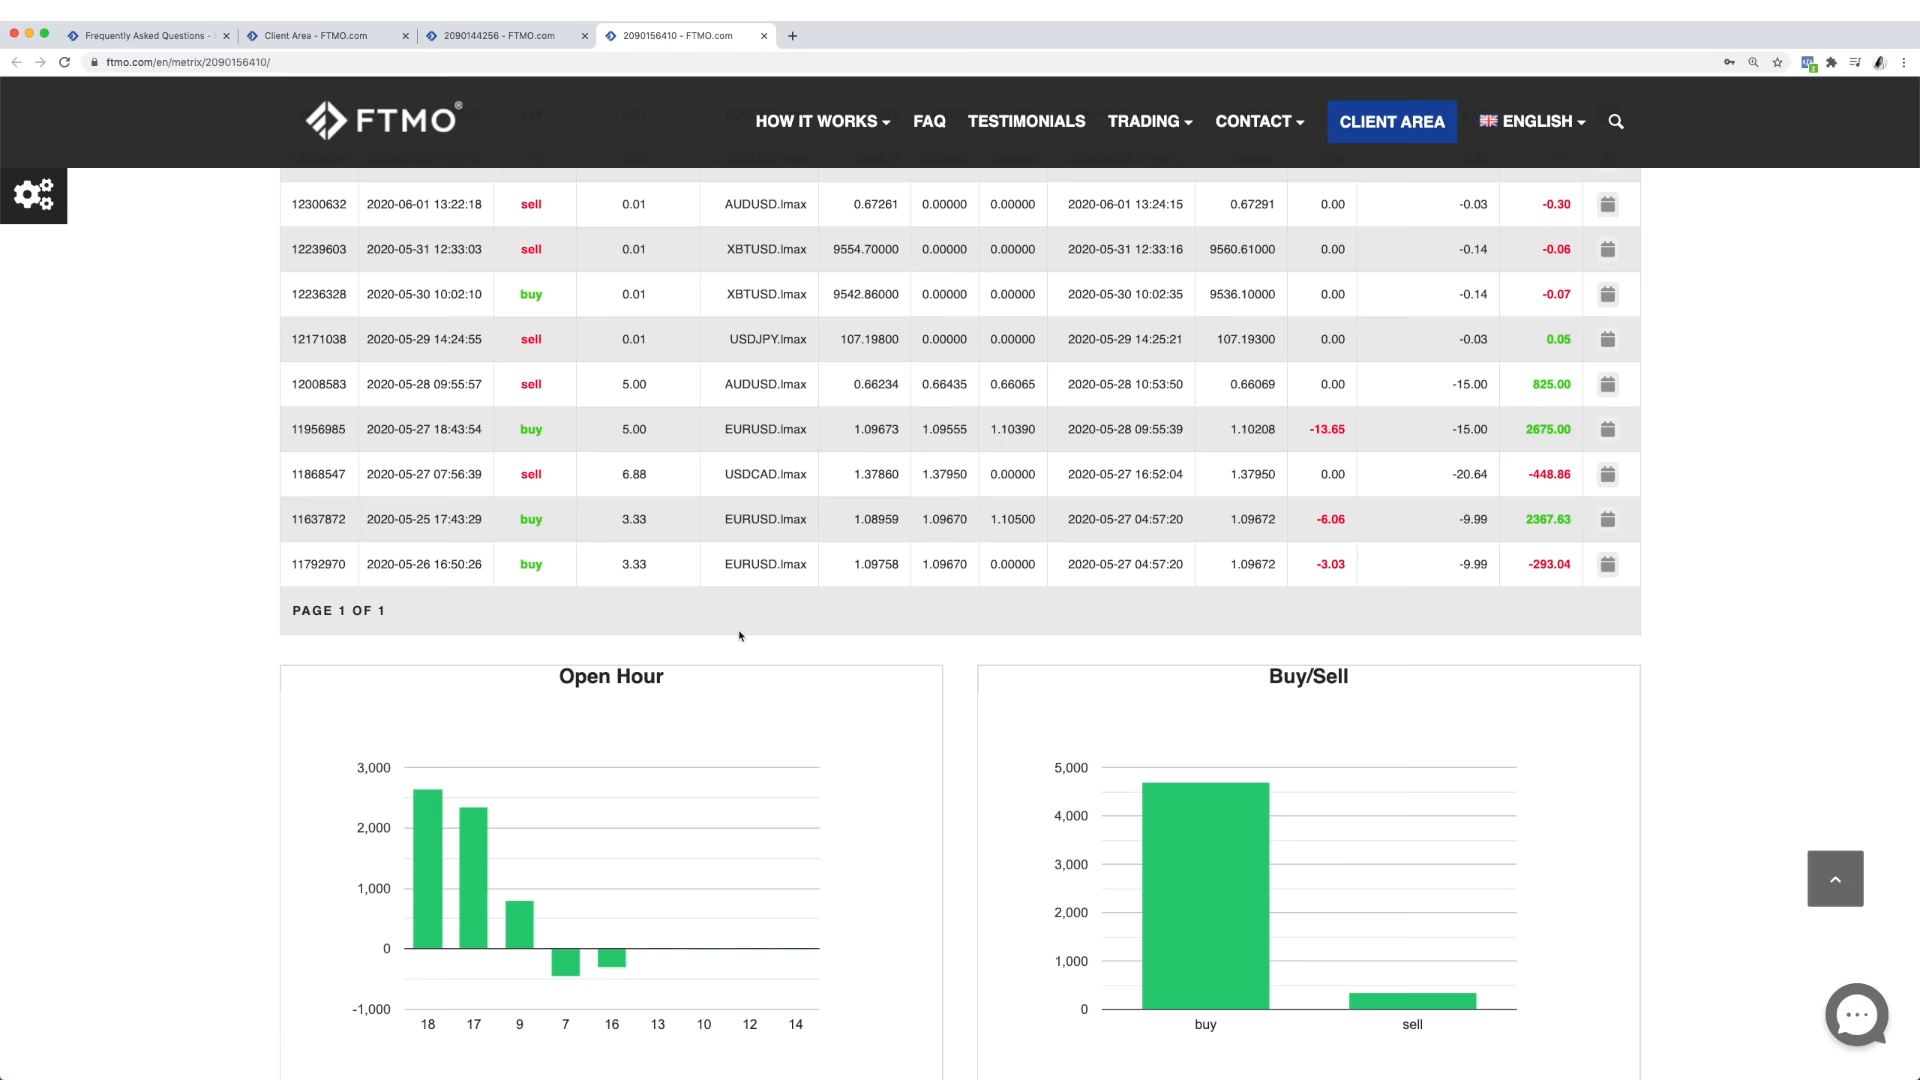 Frequently Asked Questions -
Client Area - FTMO.com
2090144256 - FTMO.com
2090156410 - FTMO.com
ftmo.com/en/metrix/2090156410/
FTMO®
HOW IT WORKS
FAQ
TESTIMONIALS
TRADING
CONTACT
CLIENT AREA
ENGLISH
12300632 2020-06-01 13:22:18 sell 0.01 AUDUSD.lmax 0.67261 0.00000 0.00000 2020-06-01 13:24:15 0.67291 0.00 -0.03 -0.30
12239603 2020-05-31 12:33:03 sell 0.01 XBTUSD.lmax 9554.70000 0.00000 0.00000 2020-05-31 12:33:16 9560.61000 0.00 -0.14 -0.06
12236328 2020-05-30 10:02:10 buy 0.01 XBTUSD.lmax 9542.86000 0.00000 0.00000 2020-05-30 10:02:35 9536.10000 0.00 -0.14 -0.07
12171038 2020-05-29 14:24:55 sell 0.01 USDJPY.lmax 107.19800 0.00000 0.00000 2020-05-29 14:25:21 107.19300 0.00 -0.03 0.05
12008583 2020-05-28 09:55:57 sell 5.00 AUDUSD.lmax 0.66234 0.66435 0.66065 2020-05-28 10:53:50 0.66069 0.00 -15.00 825.00
11956985 2020-05-27 18:43:54 buy 5.00 EURUSD.lmax 1.09673 1.09555 1.10390 2020-05-28 09:55:39 1.10208 -13.65 -15.00 2675.00
11868547 2020-05-27 07:56:39 sell 6.88 USDCAD.lmax 1.37860 1.37950 0.00000 2020-05-27 16:52:04 1.37950 0.00 -20.64 -448.86
11637872 2020-05-25 17:43:29 buy 3.33 EURUSD.lmax 1.08959 1.09670 1.10500 2020-05-27 04:57:20 1.09672 -6.06 -9.99 2367.63
11792970 2020-05-26 16:50:26 buy 3.33 EURUSD.lmax 1.09758 1.09670 0.00000 2020-05-27 04:57:20 1.09672 -3.03 -9.99 -293.04
PAGE 1 OF 1
Open Hour
3,000
2,000
1,000
0
-1,000
18 17 9 7 16 13 10 12 14
Buy/Sell
5,000
4,000
3,000
2,000
1,000
0
buy sell